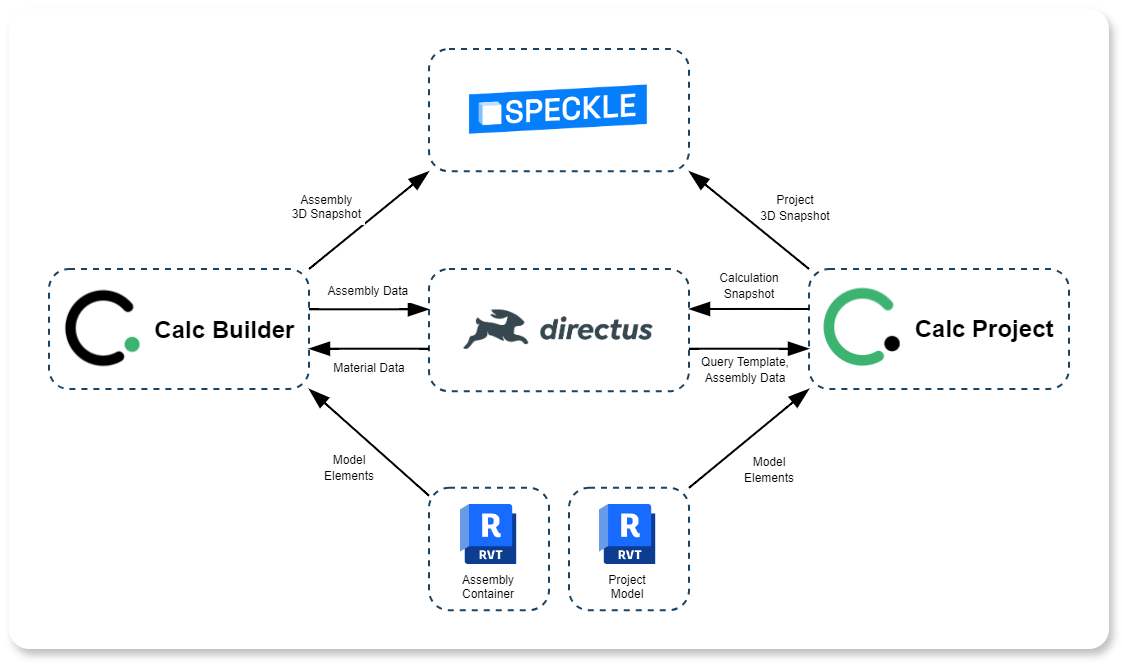 SPECKLE
Assembly
3D Snapshot
Project
3D Snapshot
Calc Builder
Assembly Data
Material Data
directus
Calculation
Snapshot
Query Template,
Assembly Data
Calc Project
Model
Elements
Model
Elements
R
RVT
Assembly
Container
R
RVT
Project
Model